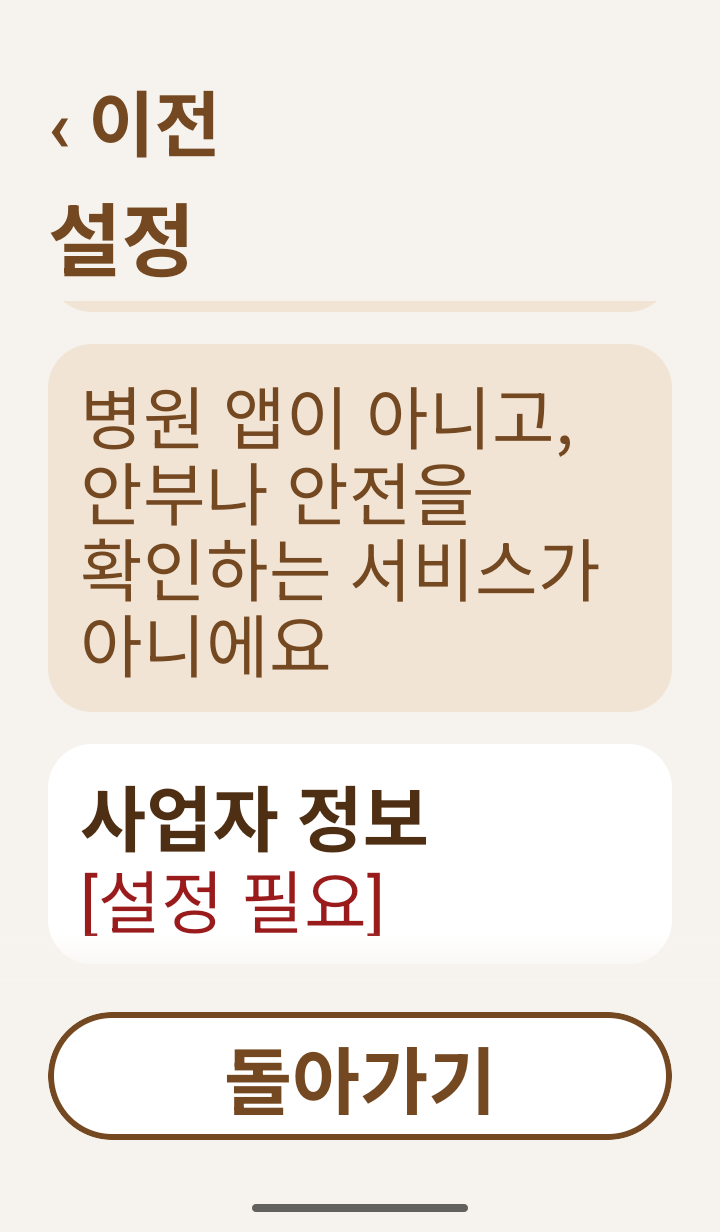 ‹ 이전
설정
병원 앱이 아니고,
안부나 안전을
확인하는 서비스가
아니에요
사업자 정보
[설정 필요]
돌아가기